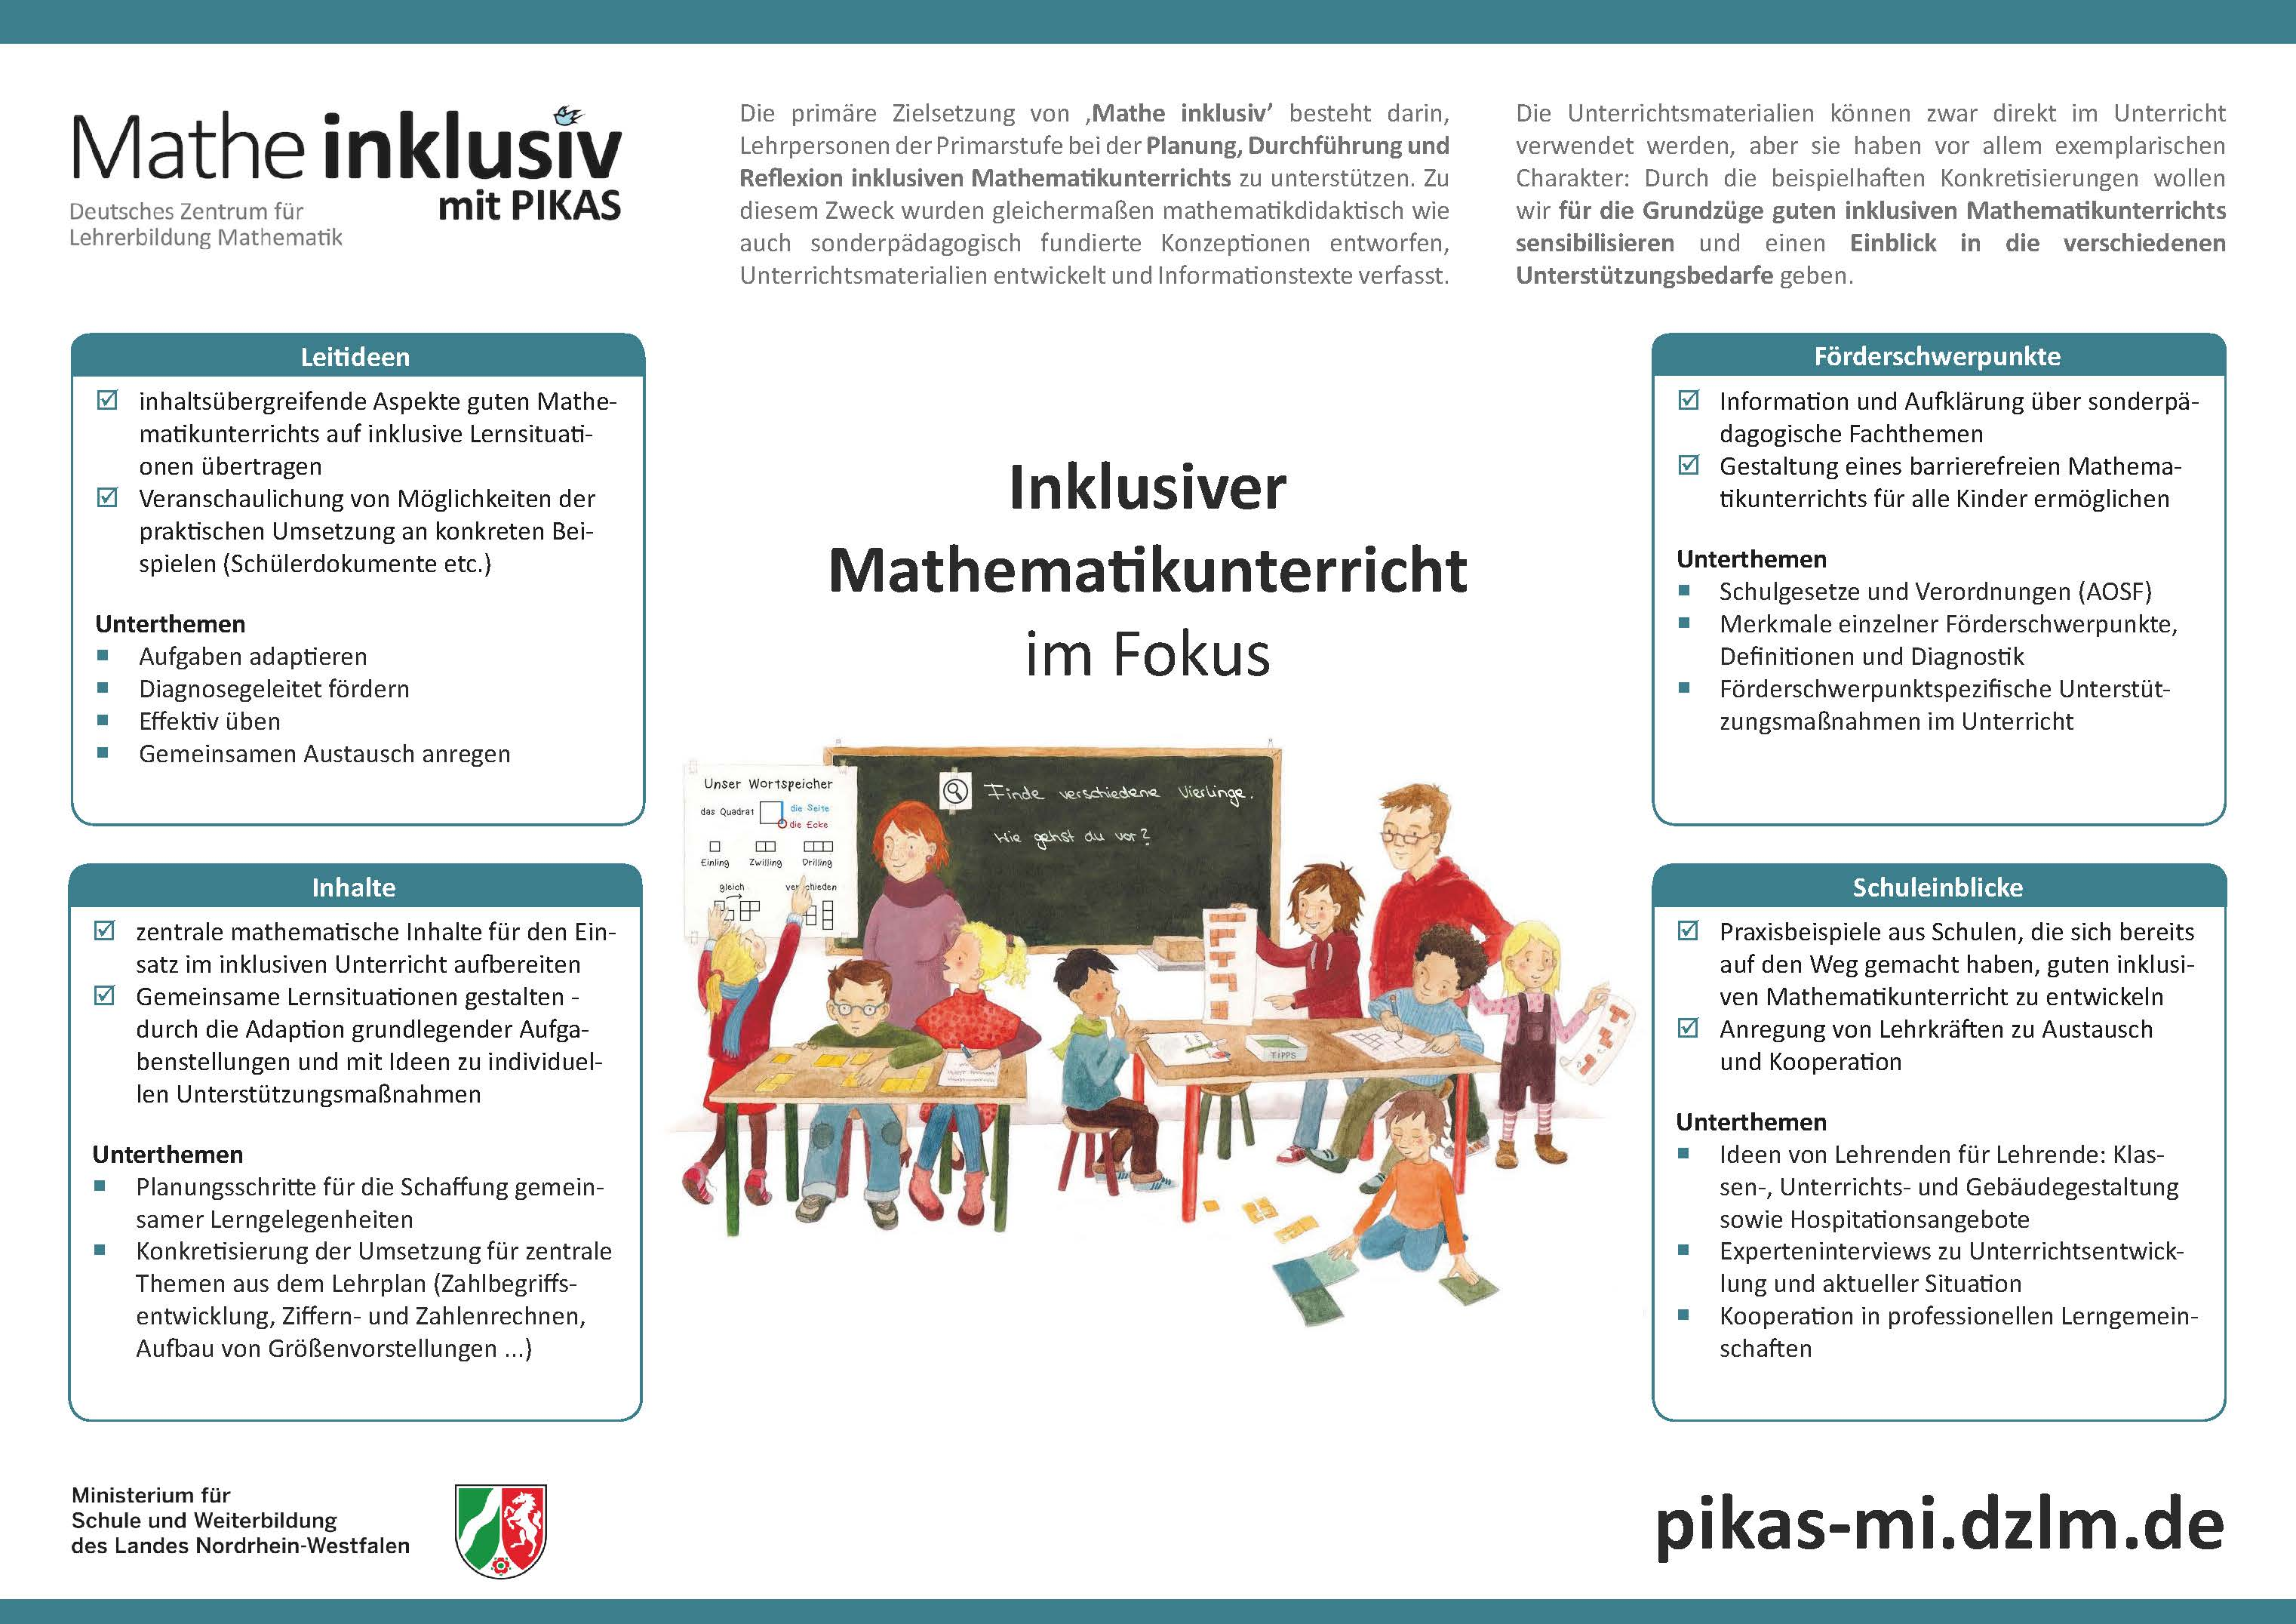 Mathe inklusiv
mit PIKAS
Deutsches Zentrum für
Lehrerbildung Mathematik
Die primäre Zielsetzung von ‚Mathe inklusiv’ besteht darin,
Lehrpersonen der Primarstufe bei der Planung, Durchführung und
Reflexion inklusiven Mathematikunterrichts zu unterstützen. Zu
diesem Zweck wurden gleichermaßen mathematikdidaktisch wie
auch sonderpädagogisch fundierte Konzeptionen entworfen,
Unterrichtsmaterialien entwickelt und Informationstexte verfasst.
Die Unterrichtsmaterialien können zwar direkt im Unterricht
verwendet werden, aber sie haben vor allem exemplarischen
Charakter: Durch die beispielhaften Konkretisierungen wollen
wir für die Grundzüge guten inklusiven Mathematikunterrichts
sensibilisieren und einen Einblick in die verschiedenen
Unterstützungsbedarfe geben.
Leitideen
inhaltsübergreifende Aspekte guten Mathe-
matikunterrichts auf inklusive Lernsituati-
onen übertragen
Veranschaulichung von Möglichkeiten der
praktischen Umsetzung an konkreten Bei-
spielen (Schülerdokumente etc.)
Unterthemen
Aufgaben adaptieren
Diagnosegeleitet fördern
Effektiv üben
Gemeinsamen Austausch anregen
Inhalte
zentrale mathematische Inhalte für den Ein-
satz im inklusiven Unterricht aufbereiten
Gemeinsame Lernsituationen gestalten -
durch die Adaption grundlegender Aufga-
benstellungen und mit Ideen zu individuel-
len Unterstützungsmaßnahmen
Unterthemen
Planungsschritte für die Schaffung gemein-
samer Lerngelegenheiten
Konkretisierung der Umsetzung für zentrale
Themen aus dem Lehrplan (Zahlbegriffs-
entwicklung, Ziffern- und Zahlenrechnen,
Aufbau von Größenvorstellungen ...)
Inklusiver
Mathematikunterricht
im Fokus
Unser Wortspeicher
das Quadrat
die Seite
die Ecke
Einling Zwilling Drilling
gleich verschieden
Finde verschiedene Vierlinge.
Wie gehst du vor?
TIPPS
Förderschwerpunkte
Information und Aufklärung über sonderpä-
dagogische Fachthemen
Gestaltung eines barrierefreien Mathema-
tikunterrichts für alle Kinder ermöglichen
Unterthemen
Schulgesetze und Verordnungen (AOSF)
Merkmale einzelner Förderschwerpunkte,
Definitionen und Diagnostik
Förderschwerpunktspezifische Unterstüt-
zungsmaßnahmen im Unterricht
Schuleinblicke
Praxisbeispiele aus Schulen, die sich bereits
auf den Weg gemacht haben, guten inklusi-
ven Mathematikunterricht zu entwickeln
Anregung von Lehrkräften zu Austausch
und Kooperation
Unterthemen
Ideen von Lehrenden für Lehrende: Klas-
sen-, Unterrichts- und Gebäudegestaltung
sowie Hospitationsangebote
Experteninterviews zu Unterrichtsentwick-
lung und aktueller Situation
Kooperation in professionellen Lerngemein-
schaften
Ministerium für
Schule und Weiterbildung
des Landes Nordrhein-Westfalen
pikas-mi.dzlm.de